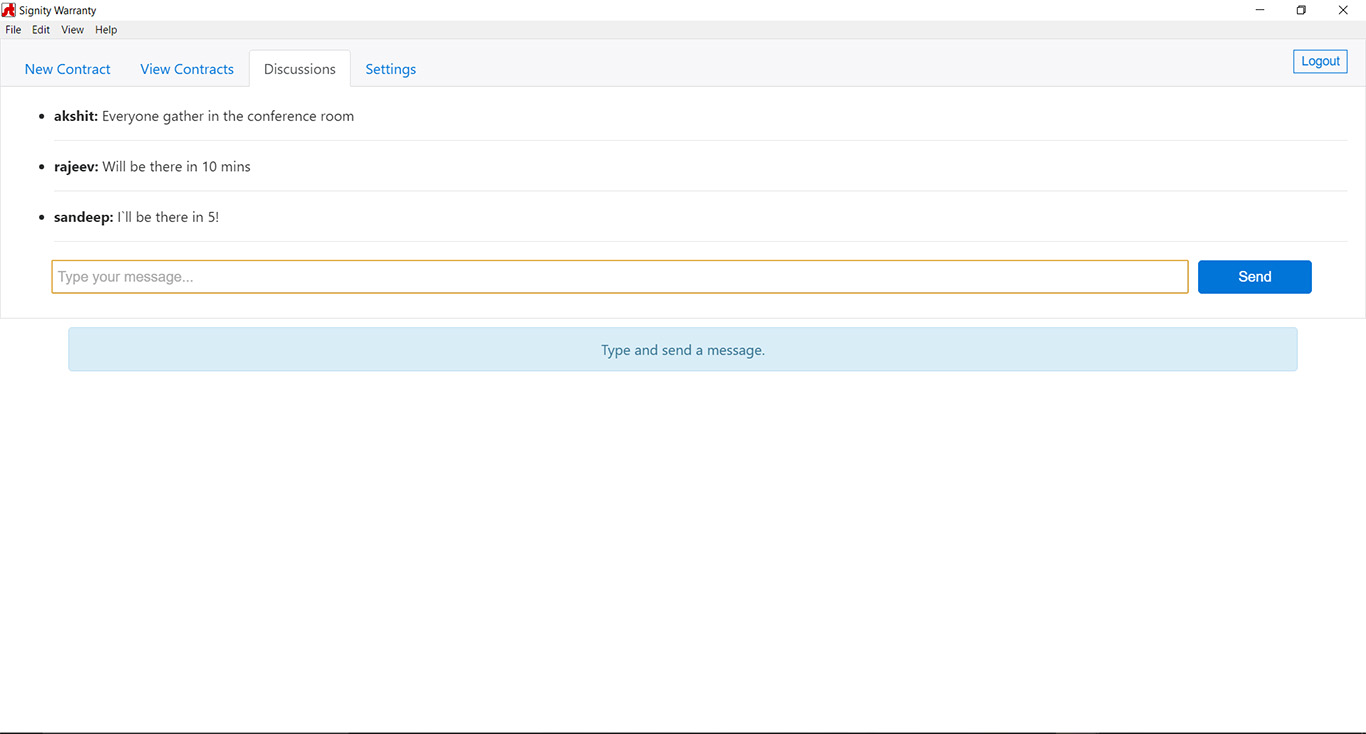 Signity Warranty
File Edit View Help
New Contract View Contracts Discussions Settings Logout
akshit: Everyone gather in the conference room
rajeev: Will be there in 10 mins
sandeep: I`ll be there in 5!
Type your message... Send
Type and send a message.